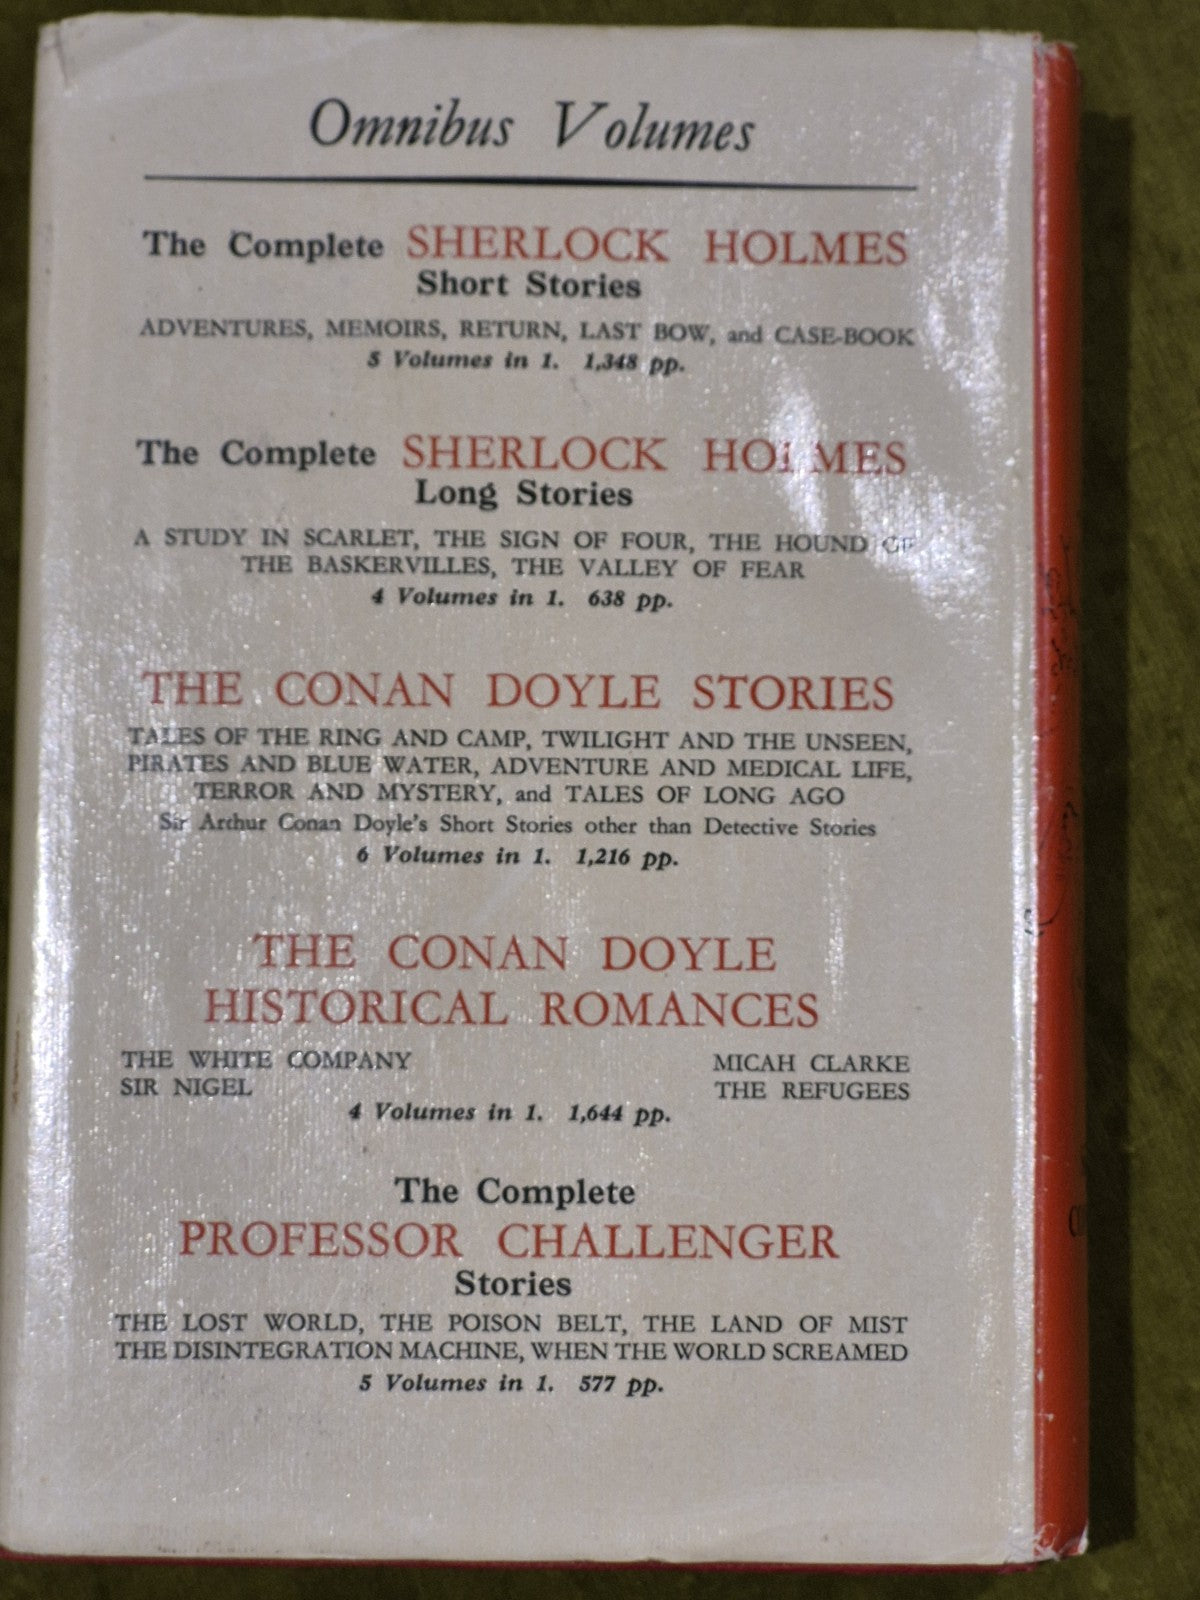 Omnibus Volumes
The Complete SHERLOCK HOLMES
Short Stories
ADVENTURES, MEMOIRS, RETURN, LAST BOW, and CASE-BOOK
5 Volumes in 1. 1,348 pp.
The Complete SHERLOCK HOLMES
Long Stories
A STUDY IN SCARLET, THE SIGN OF FOUR, THE HOUND OF
THE BASKERVILLES, THE VALLEY OF FEAR
4 Volumes in 1. 638 pp.
THE CONAN DOYLE STORIES
TALES OF THE RING AND CAMP, TWILIGHT AND THE UNSEEN,
PIRATES AND BLUE WATER, ADVENTURE AND MEDICAL LIFE,
TERROR AND MYSTERY, and TALES OF LONG AGO
Sir Arthur Conan Doyle's Short Stories other than Detective Stories
6 Volumes in 1. 1,216 pp.
THE CONAN DOYLE
HISTORICAL ROMANCES
THE WHITE COMPANY MICAH CLARKE
SIR NIGEL THE REFUGEES
4 Volumes in 1. 1,644 pp.
The Complete
PROFESSOR CHALLENGER
Stories
THE LOST WORLD, THE POISON BELT, THE LAND OF MIST
THE DISINTEGRATION MACHINE, WHEN THE WORLD SCREAMED
5 Volumes in 1. 577 pp.